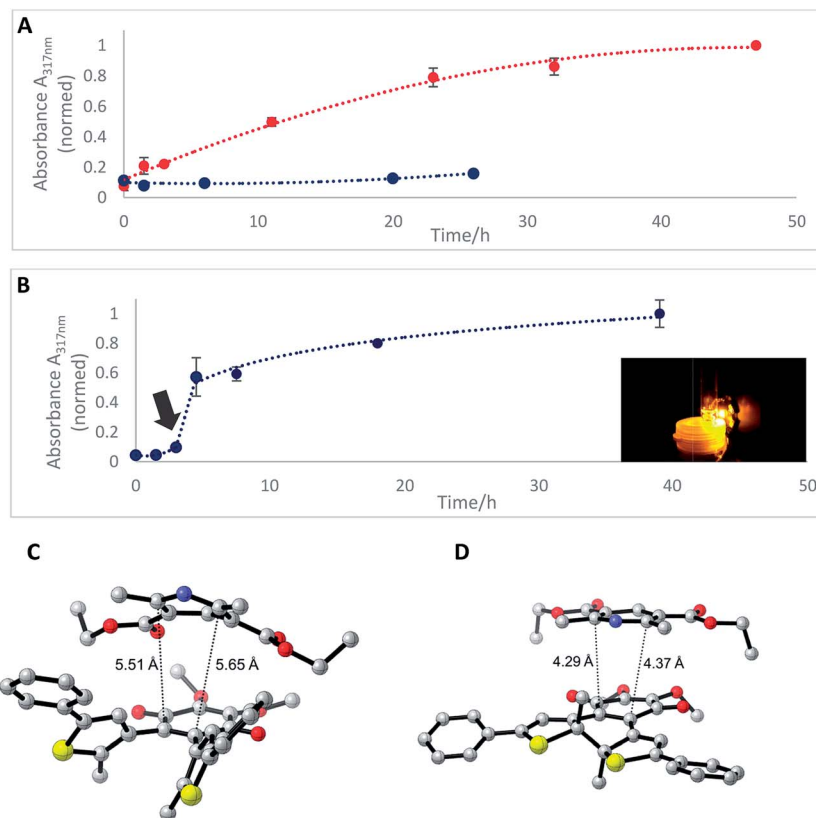 A
Absorbance A317nm
(normed)
1
0.8
0.6
0.4
0.2
0
0 10 20 30 40 50
Time/h
B
Absorbance A317nm
(normed)
1
0.8
0.6
0.4
0.2
0
0 10 20 30 40 50
Time/h
C D
5.51 Å 5.65 Å
4.29 Å 4.37 Å